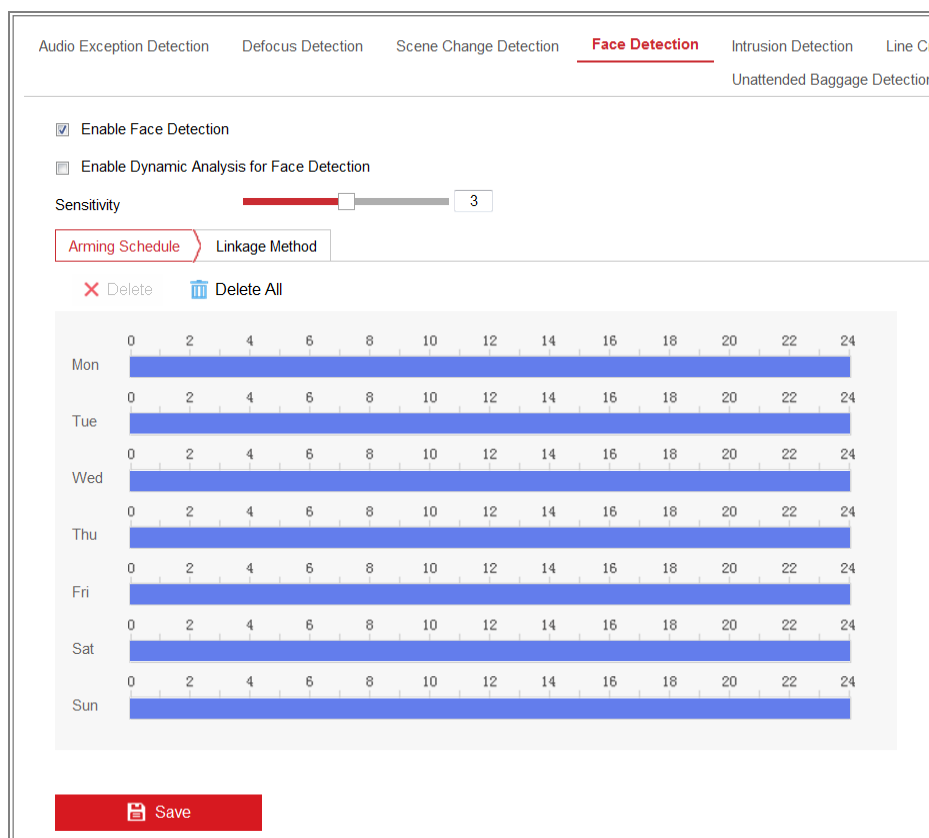 Audio Exception Detection Defocus Detection Scene Change Detection Face Detection Intrusion Detection Line
Unattended Baggage Detection
Enable Face Detection
Enable Dynamic Analysis for Face Detection
Sensitivity 3
Arming Schedule Linkage Method
Delete Delete All
0 2 4 6 8 10 12 14 16 18 20 22 24
Mon
0 2 4 6 8 10 12 14 16 18 20 22 24
Tue
0 2 4 6 8 10 12 14 16 18 20 22 24
Wed
0 2 4 6 8 10 12 14 16 18 20 22 24
Thu
0 2 4 6 8 10 12 14 16 18 20 22 24
Fri
0 2 4 6 8 10 12 14 16 18 20 22 24
Sat
0 2 4 6 8 10 12 14 16 18 20 22 24
Sun
Save